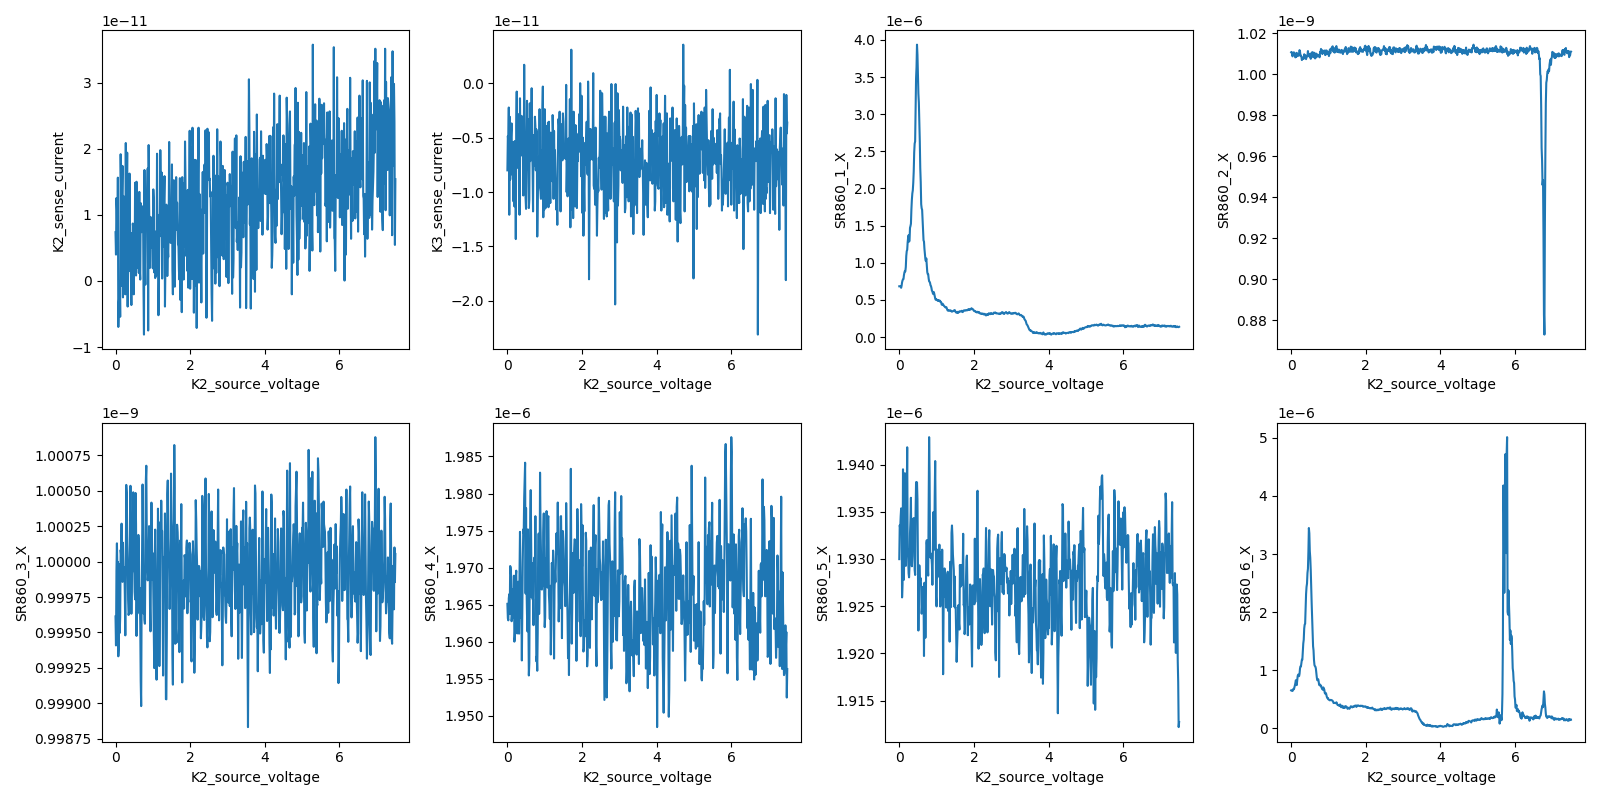 1e−11
K2_sense_current
3
2
1
0
−1
0 2 4 6
K2_source_voltage
1e−11
K3_sense_current
0.0
−0.5
−1.0
−1.5
−2.0
0 2 4 6
K2_source_voltage
1e−6
SR860_1_X
4.0
3.5
3.0
2.5
2.0
1.5
1.0
0.5
0.0
0 2 4 6
K2_source_voltage
1e−9
SR860_2_X
1.02
1.00
0.98
0.96
0.94
0.92
0.90
0.88
0 2 4 6
K2_source_voltage
1e−9
SR860_3_X
1.00075
1.00050
1.00025
1.00000
0.99975
0.99950
0.99925
0.99900
0.99875
0 2 4 6
K2_source_voltage
1e−6
SR860_4_X
1.985
1.980
1.975
1.970
1.965
1.960
1.955
1.950
0 2 4 6
K2_source_voltage
1e−6
SR860_5_X
1.940
1.935
1.930
1.925
1.920
1.915
0 2 4 6
K2_source_voltage
1e−6
SR860_6_X
5
4
3
2
1
0
0 2 4 6
K2_source_voltage